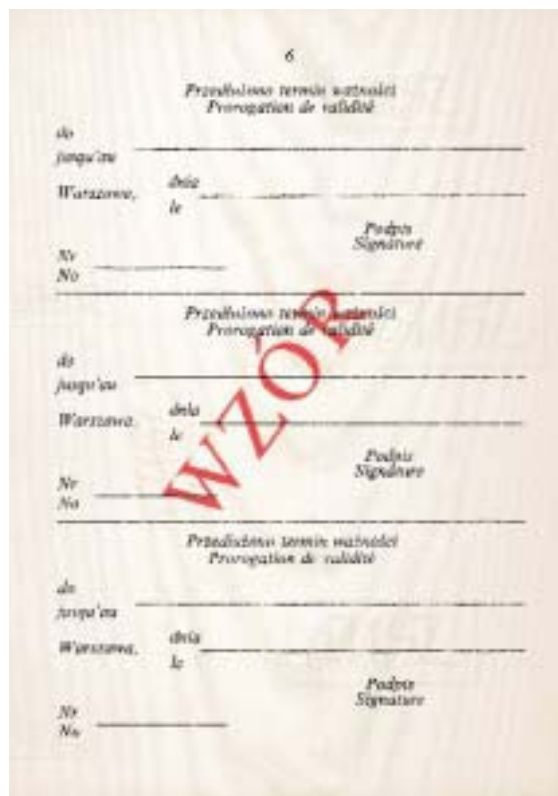 6
Przedłużono termin ważności
Prorogation de validité
do
jusqu'au
Warszawa, dnia
le
Podpis
Signature
Nr
No
Przedłużono termin ważności
Prorogation de validité
do
jusqu'au
Warszawa, dnia
le
Podpis
Signature
Nr
No
Przedłużono termin ważności
Prorogation de validité
do
jusqu'au
Warszawa, dnia
le
Podpis
Signature
Nr
No
WZÓR